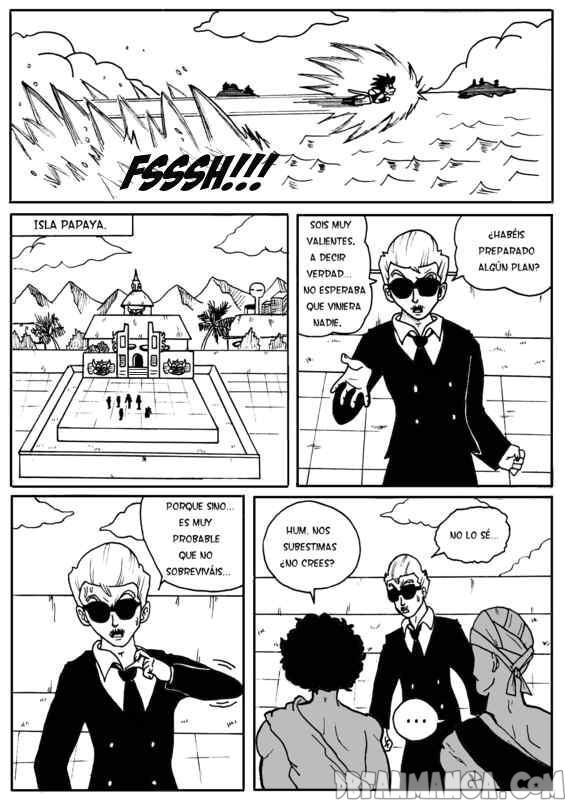 FSSSH!!!
ISLA PAPAYA.
SOIS MUY
VALIENTES.
A DECIR
VERDAD...
NO ESPERABA
QUE VINIERA
NADIE.
¿HABÉIS
PREPARADO
ALGÚN PLAN?
PORQUE SINO...
ES MUY
PROBABLE
QUE NO
SOBREVIVÁIS...
HUM, NOS
SUBESTIMAS
¿NO CREES?
NO LO SÉ...
...
DBFANMANGA.COM